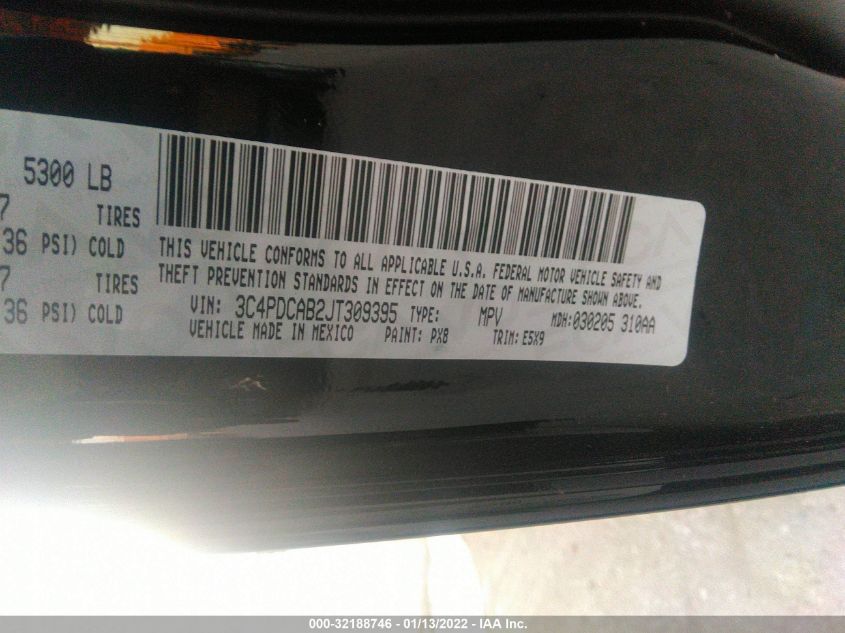 5300 LB
7 TIRES
36 PSI) COLD
7 TIRES
36 PSI) COLD
THIS VEHICLE CONFORMS TO ALL APPLICABLE U.S.A. FEDERAL MOTOR VEHICLE SAFETY AND
THEFT PREVENTION STANDARDS IN EFFECT ON THE DATE OF MANUFACTURE SHOWN ABOVE.
VIN: 3C4PDCAB2JT309395 TYPE: MPV MDH: 030205 310AA
VEHICLE MADE IN MEXICO PAINT: PX8 TRIM: E5X9
000-32188746 - 01/13/2022 - IAA Inc.